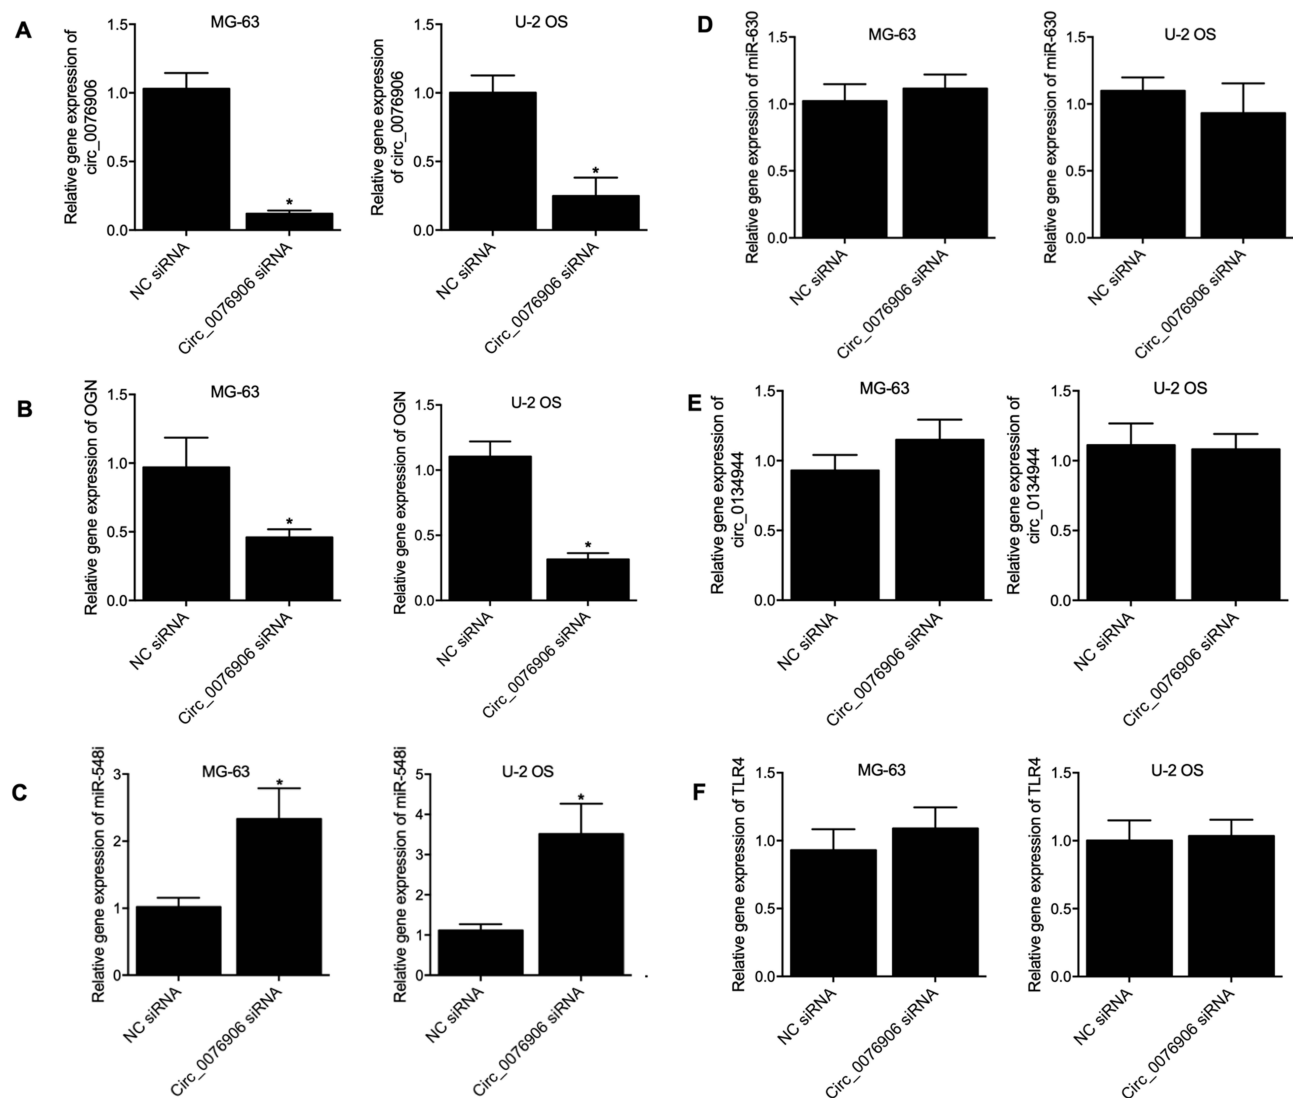 A
MG-63
Relative gene expression of
circ_0076906
1.5
1.0
0.5
0.0
*
NC siRNA
Circ_0076906 siRNA
U-2 OS
Relative gene expression
of circ_0076906
1.5
1.0
0.5
0.0
*
NC siRNA
Circ_0076906 siRNA
B
MG-63
Relative gene expression of OGN
1.5
1.0
0.5
0.0
*
NC siRNA
Circ_0076906 siRNA
U-2 OS
Relative gene expression of OGN
1.5
1.0
0.5
0.0
*
NC siRNA
Circ_0076906 siRNA
C
MG-63
Relative gene expression of miR-548i
3
2
1
0
*
NC siRNA
Circ_0076906 siRNA
U-2 OS
Relative gene expression of miR-548i
5
4
3
2
1
0
*
NC siRNA
Circ_0076906 siRNA
.
D
MG-63
Relative gene expression of miR-630
1.5
1.0
0.5
0.0
NC siRNA
Circ_0076906 siRNA
U-2 OS
Relative gene expression of miR-630
1.5
1.0
0.5
0.0
NC siRNA
Circ_0076906 siRNA
E
MG-63
Relative gene expression of
circ_0134944
1.5
1.0
0.5
0.0
NC siRNA
Circ_0076906 siRNA
U-2 OS
Relative gene expression of
circ_0134944
1.5
1.0
0.5
0.0
NC siRNA
Circ_0076906 siRNA
F
MG-63
Relative gene expression of TLR4
1.5
1.0
0.5
0.0
NC siRNA
Circ_0076906 siRNA
U-2 OS
Relative gene expression of TLR4
1.5
1.0
0.5
0.0
NC siRNA
Circ_0076906 siRNA